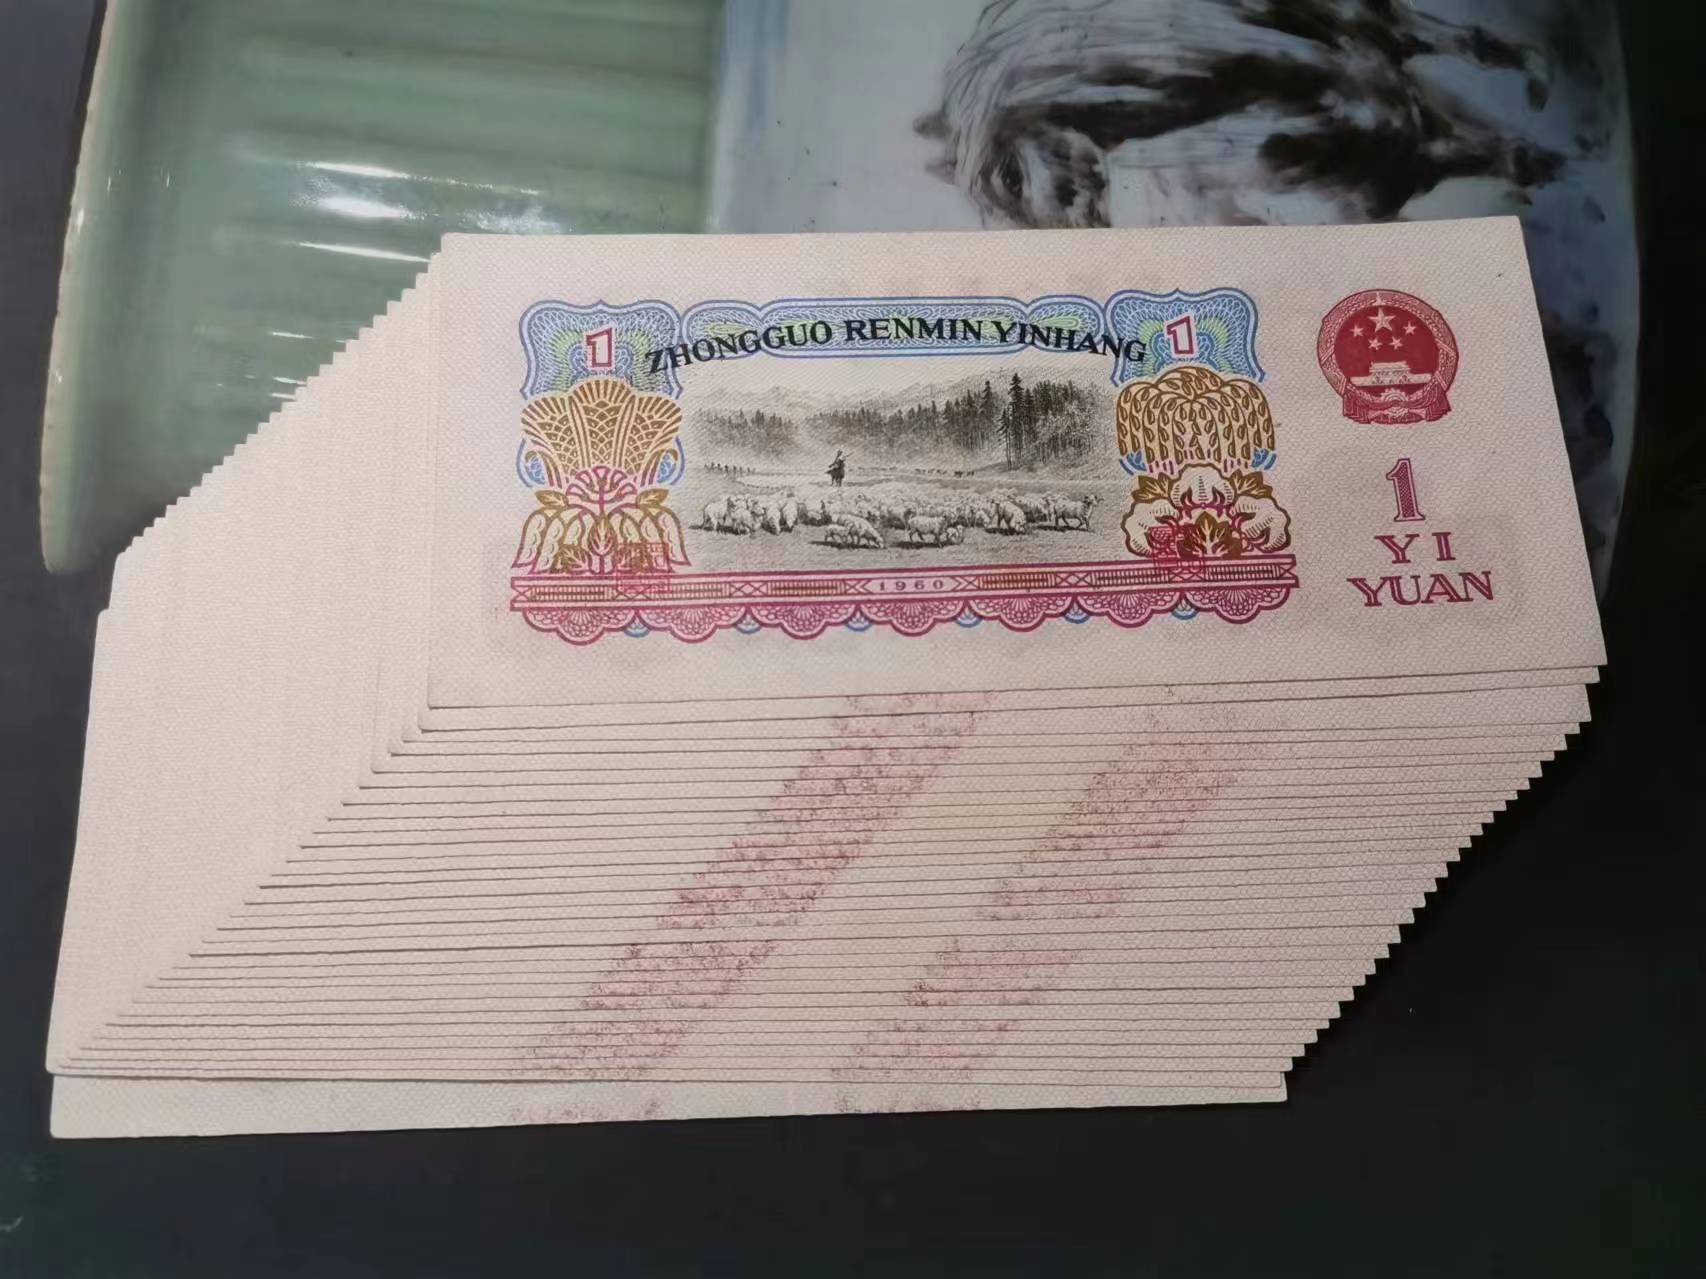 1
ZHONGGUO RENMIN YINHANG
1
1960
1
YI
YUAN